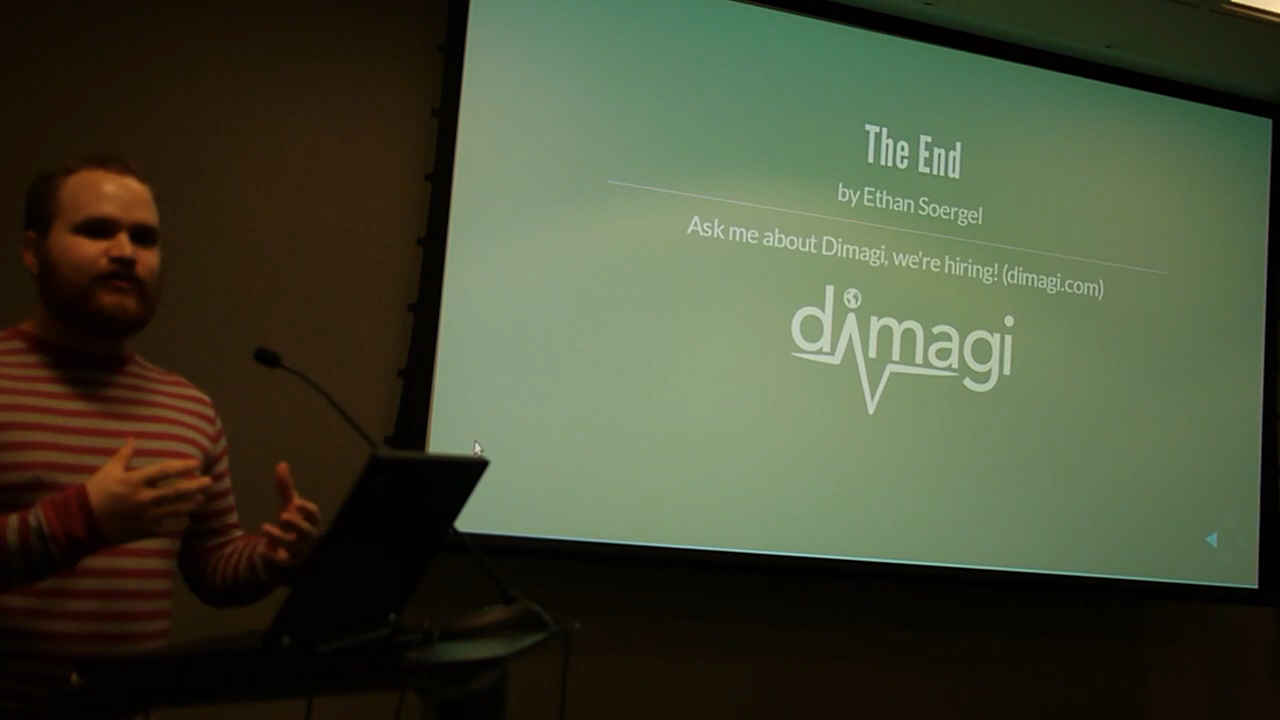 The End
by Ethan Soergel
Ask me about Dimagi, we're hiring! (dimagi.com)
dimagi